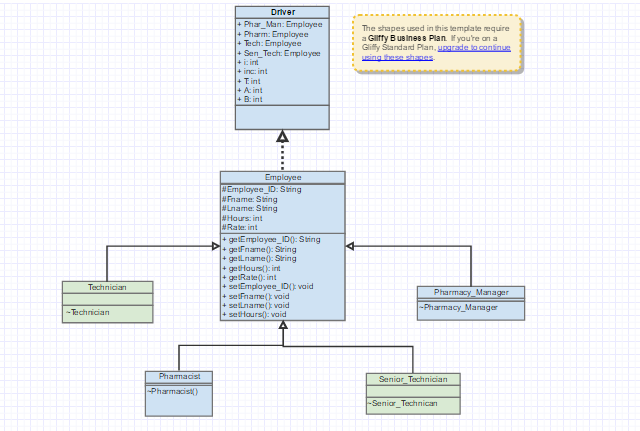 Driver
+ Phar_Man: Employee
+ Pharm: Employee
+ Tech: Employee
+ Sen_Tech: Employee
+ i: int
+ inc: int
+ T: int
+ A: int
+ B: int
The shapes used in this template require
a Gliffy Business Plan. If you're on a
Gliffy Standard Plan, upgrade to continue
using these shapes.
Employee
#Employee_ID: String
#Fname: String
#Lname: String
#Hours: int
#Rate: int
+ getEmployee_ID(): String
+ getFname(): String
+ getLname(): String
+ getHours(): int
+ getRate(): int
+ setEmployee_ID(): void
+ setFname(): void
+ setLname(): void
+ setHours(): void
Technician
~Technician
Pharmacy_Manager
~Pharmacy_Manager
Pharmacist
~Pharmacist()
Senior_Technician
~Senior_Techincan